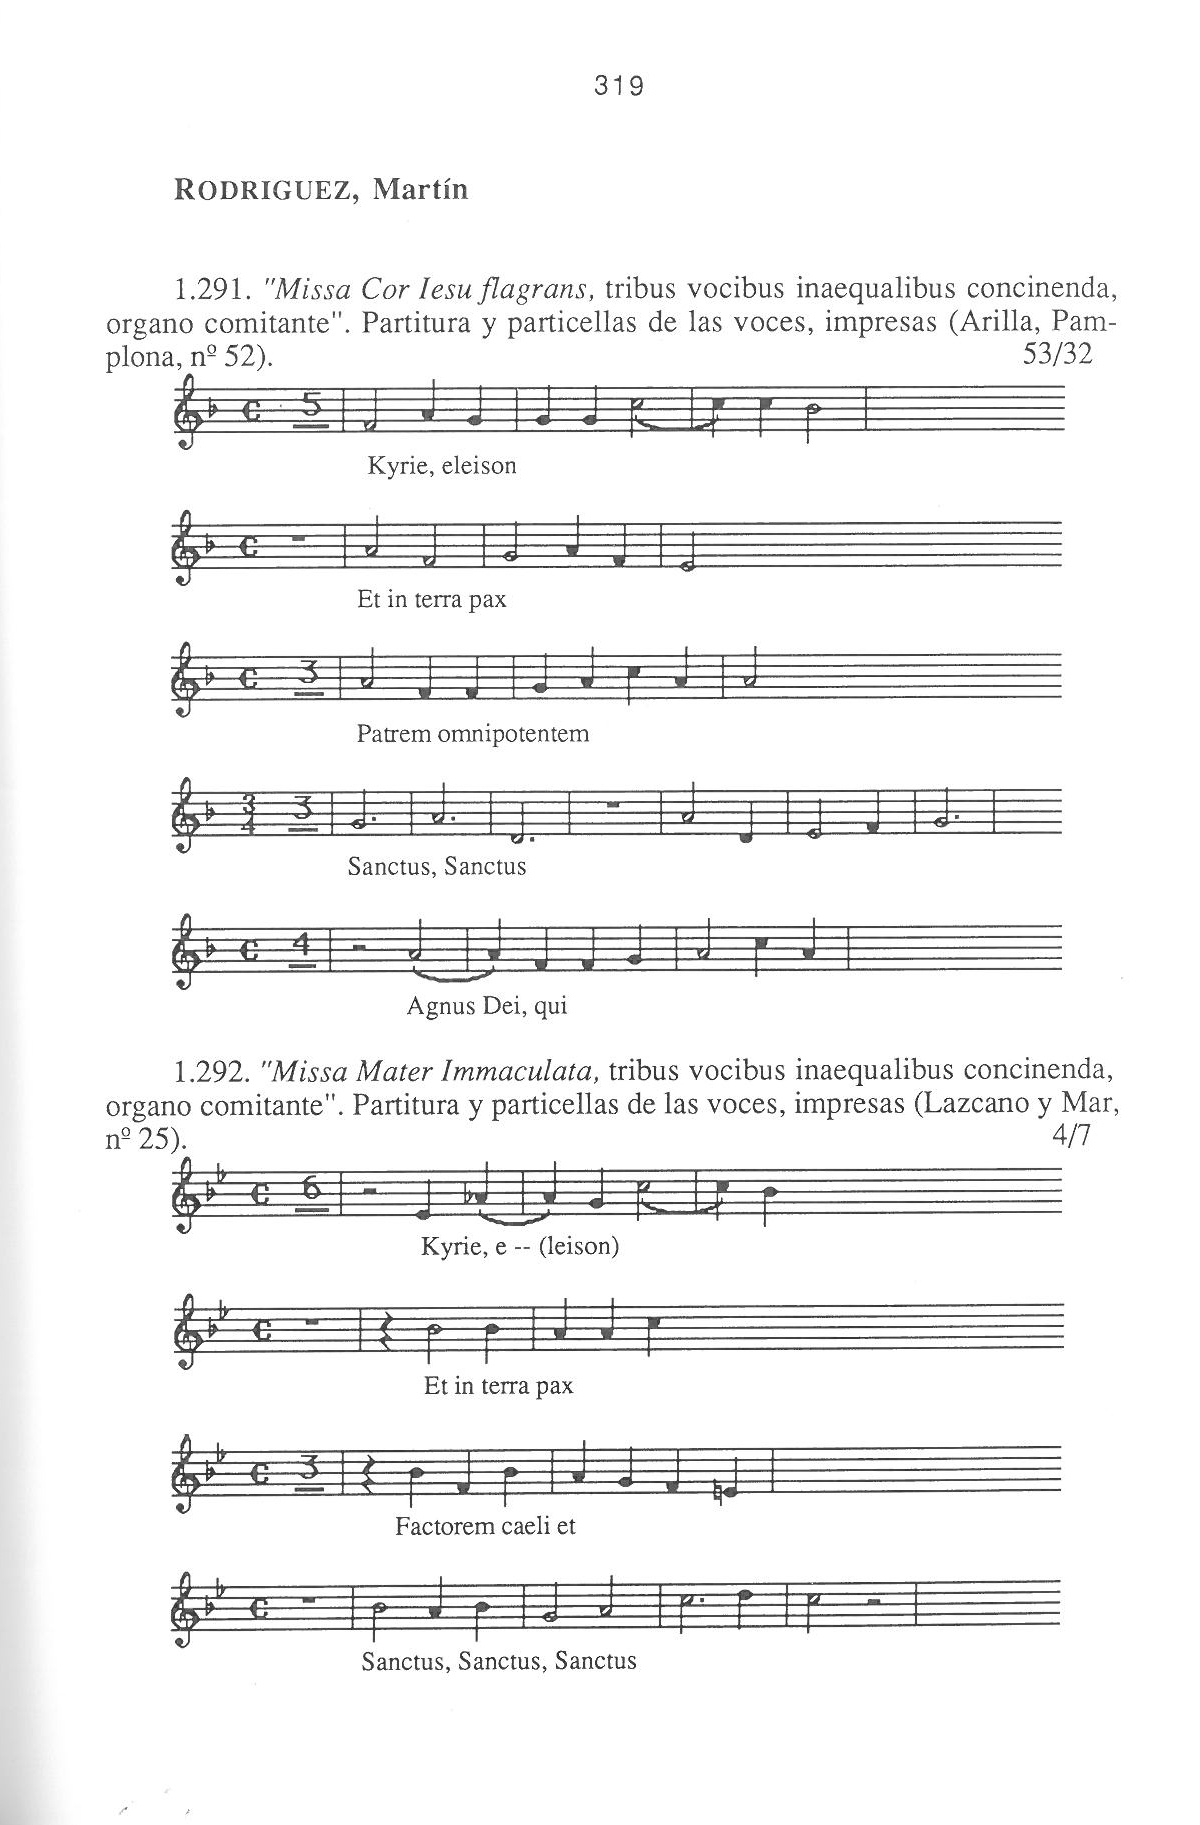 319
RODRIGUEZ, Martín
1.291. "Missa Cor Iesu flagrans, tribus vocibus inaequalibus concinenda,
organo comitante". Partitura y particellas de las voces, impresas (Arilla, Pam-
plona, nº 52). 53/32
5
Kyrie, eleison
Et in terra pax
3
Patrem omnipotentem
3 4 3
Sanctus, Sanctus
4
Agnus Dei, qui
1.292. "Missa Mater Immaculata, tribus vocibus inaequalibus concinenda,
organo comitante". Partitura y particellas de las voces, impresas (Lazcano y Mar,
nº 25). 4/7
6
Kyrie, e -- (leison)
Et in terra pax
3
Factorem caeli et
Sanctus, Sanctus, Sanctus